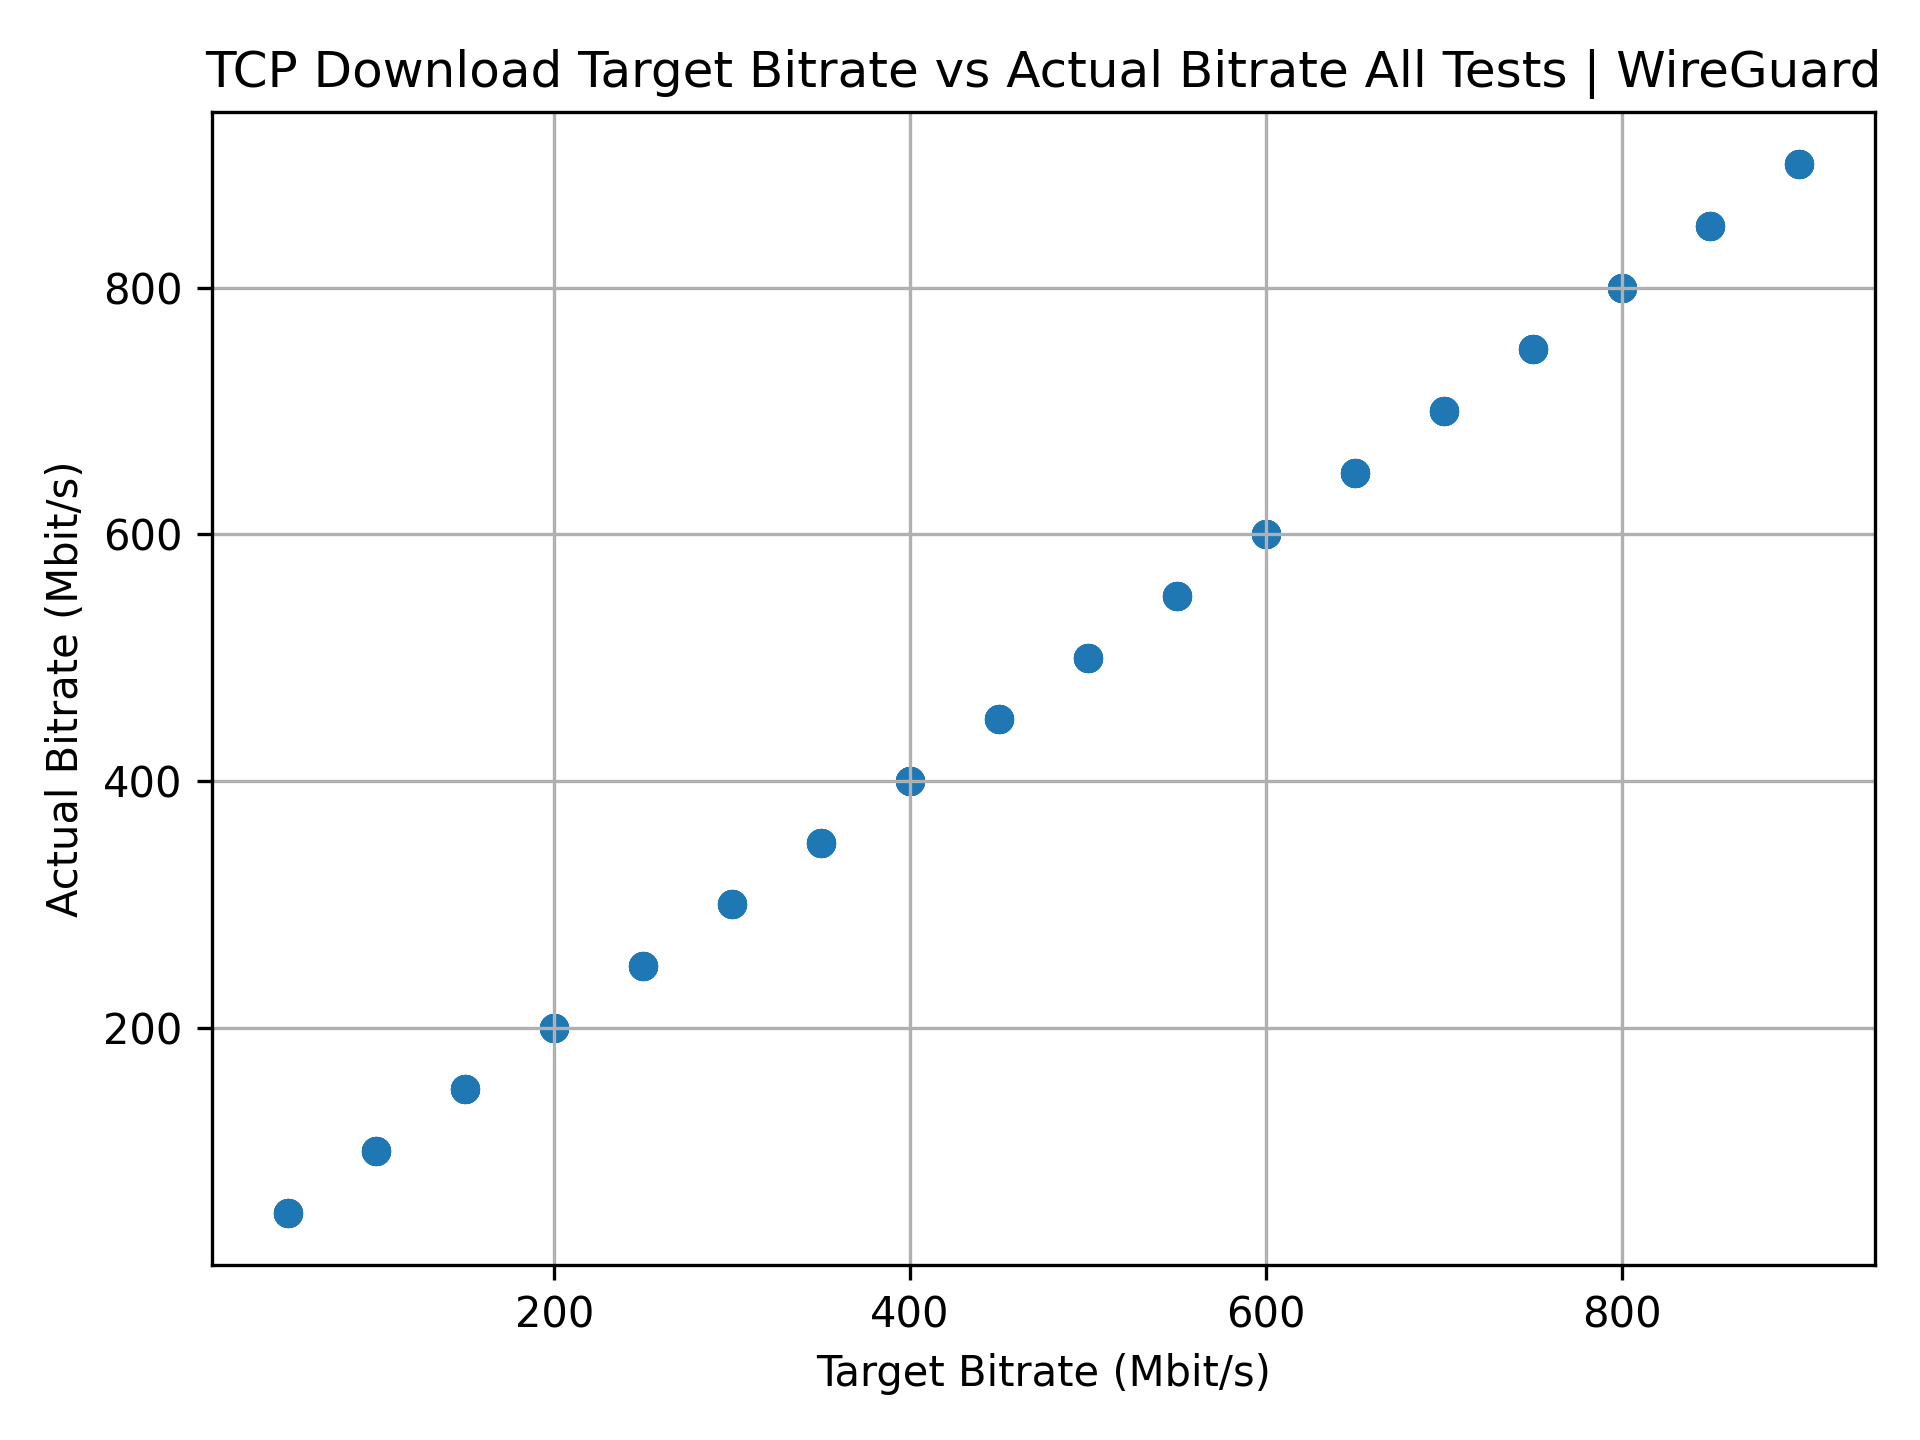 TCP Download Target Bitrate vs Actual Bitrate All Tests | WireGuard
Actual Bitrate (Mbit/s)
800
600
400
200
200 400 600 800
Target Bitrate (Mbit/s)